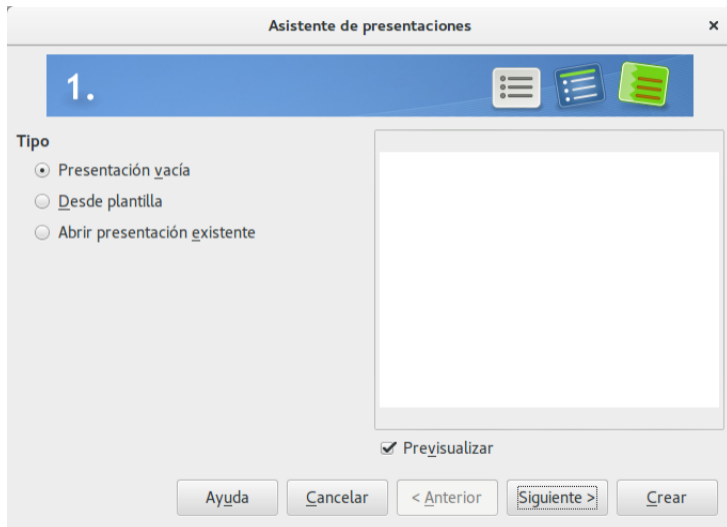 Asistente de presentaciones
1.
Tipo
Presentación vacía
Desde plantilla
Abrir presentación existente
Previsualizar
Ayuda Cancelar < Anterior Siguiente > Crear